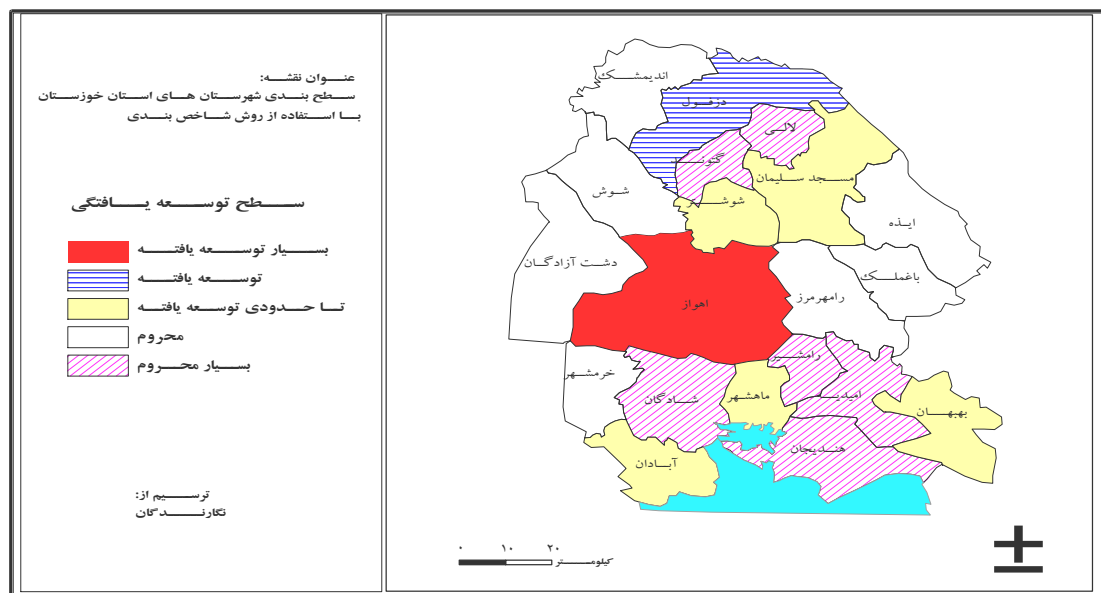 عنوان نقشه:
سطح بندی شهرستان های استان خوزستان
با استفاده از روش شاخص بندی
سطح توسعه یافتگی
بسیار توسعه یافته
توسعه یافته
تا حدودی توسعه یافته
محروم
بسیار محروم
ترسیم از:
نگارندگان
اندیمشک
دزفول
لالی
گتوند
مسجد سلیمان
شوش
شوشتر
ایذه
دشت آزادگان
باغملک
رامهرمز
اهواز
رامشیر
خرمشهر
شادگان
ماهشهر
امیدیه
بهبهان
هندیجان
آبادان
۰ ۱۰ ۲۰
کیلومتر